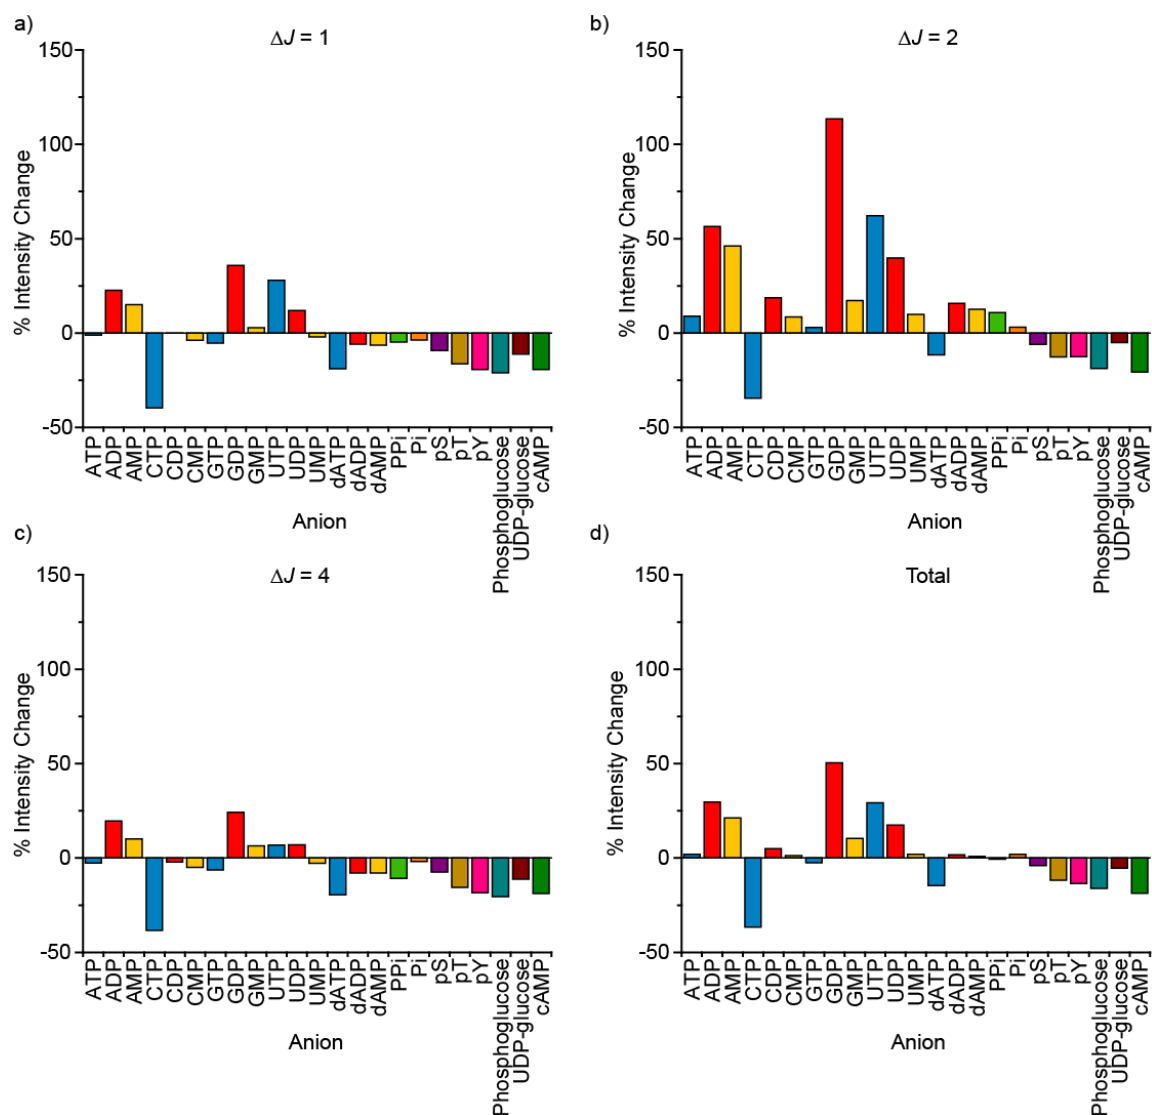 a)
ΔJ = 1
150
100
50
0
-50
% Intensity Change
ATP
ADP
AMP
CTP
CDP
CMP
GTP
GDP
GMP
UTP
UDP
UMP
dATP
dADP
dAMP
PPi
Pi
pS
pT
pY
Phosphoglucose
UDP-glucose
cAMP
Anion
b)
ΔJ = 2
150
100
50
0
-50
% Intensity Change
ATP
ADP
AMP
CTP
CDP
CMP
GTP
GDP
GMP
UTP
UDP
UMP
dATP
dADP
dAMP
PPi
Pi
pS
pT
pY
Phosphoglucose
UDP-glucose
cAMP
Anion
c)
ΔJ = 4
150
100
50
0
-50
% Intensity Change
ATP
ADP
AMP
CTP
CDP
CMP
GTP
GDP
GMP
UTP
UDP
UMP
dATP
dADP
dAMP
PPi
Pi
pS
pT
pY
Phosphoglucose
UDP-glucose
cAMP
Anion
d)
Total
150
100
50
0
-50
% Intensity Change
ATP
ADP
AMP
CTP
CDP
CMP
GTP
GDP
GMP
UTP
UDP
UMP
dATP
dADP
dAMP
PPi
Pi
pS
pT
pY
Phosphoglucose
UDP-glucose
cAMP
Anion